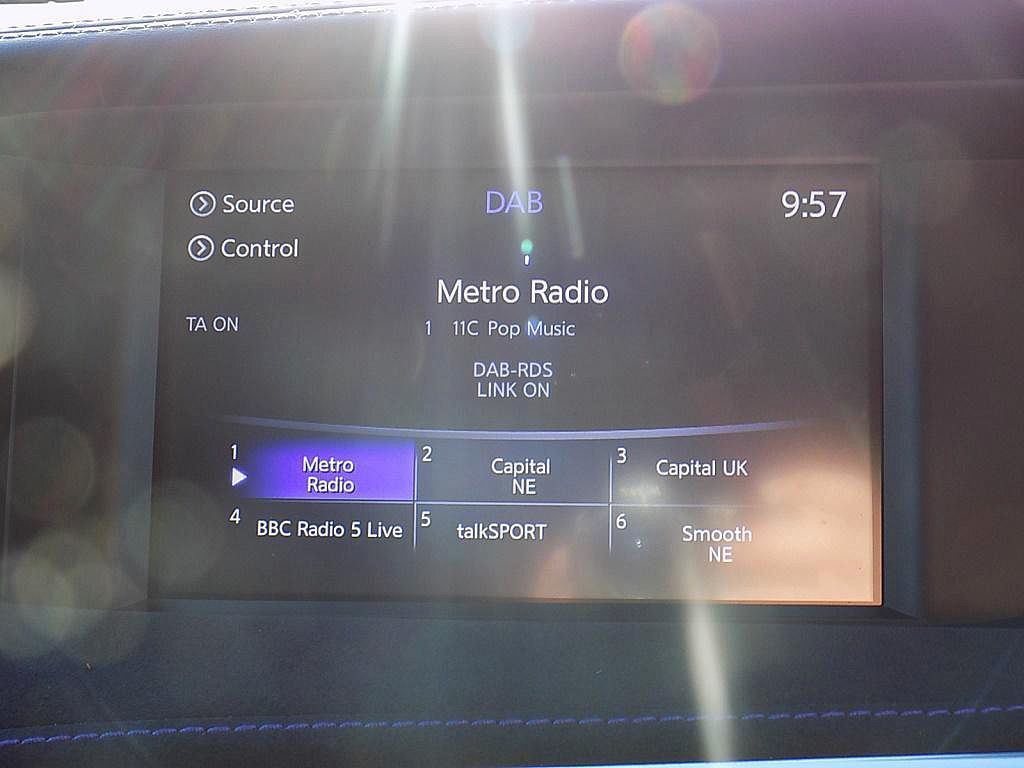 Source
DAB
9:57
Control
Metro Radio
TA ON
1 11C Pop Music
DAB-RDS
LINK ON
1
Metro
Radio
2
Capital
NE
3
Capital UK
4
BBC Radio 5 Live
5
talkSPORT
6
Smooth
NE